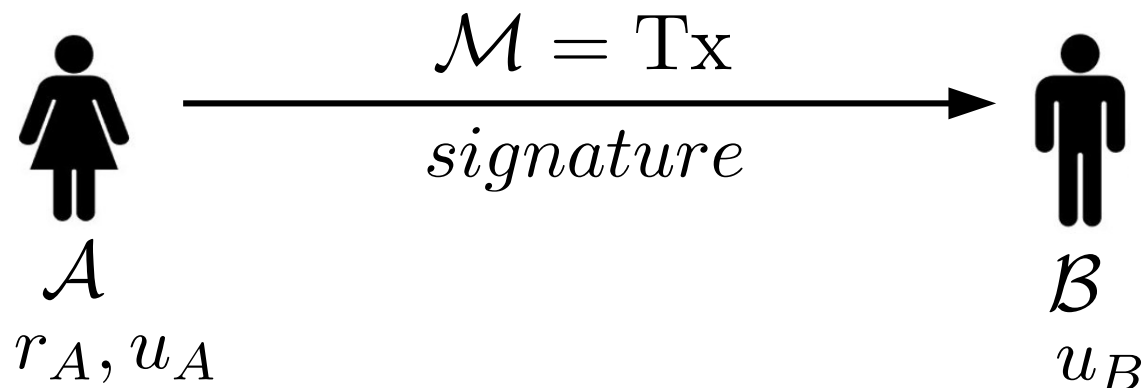 ℳ = Tx
signature
𝒜
ℬ
r_A, u_A
u_B